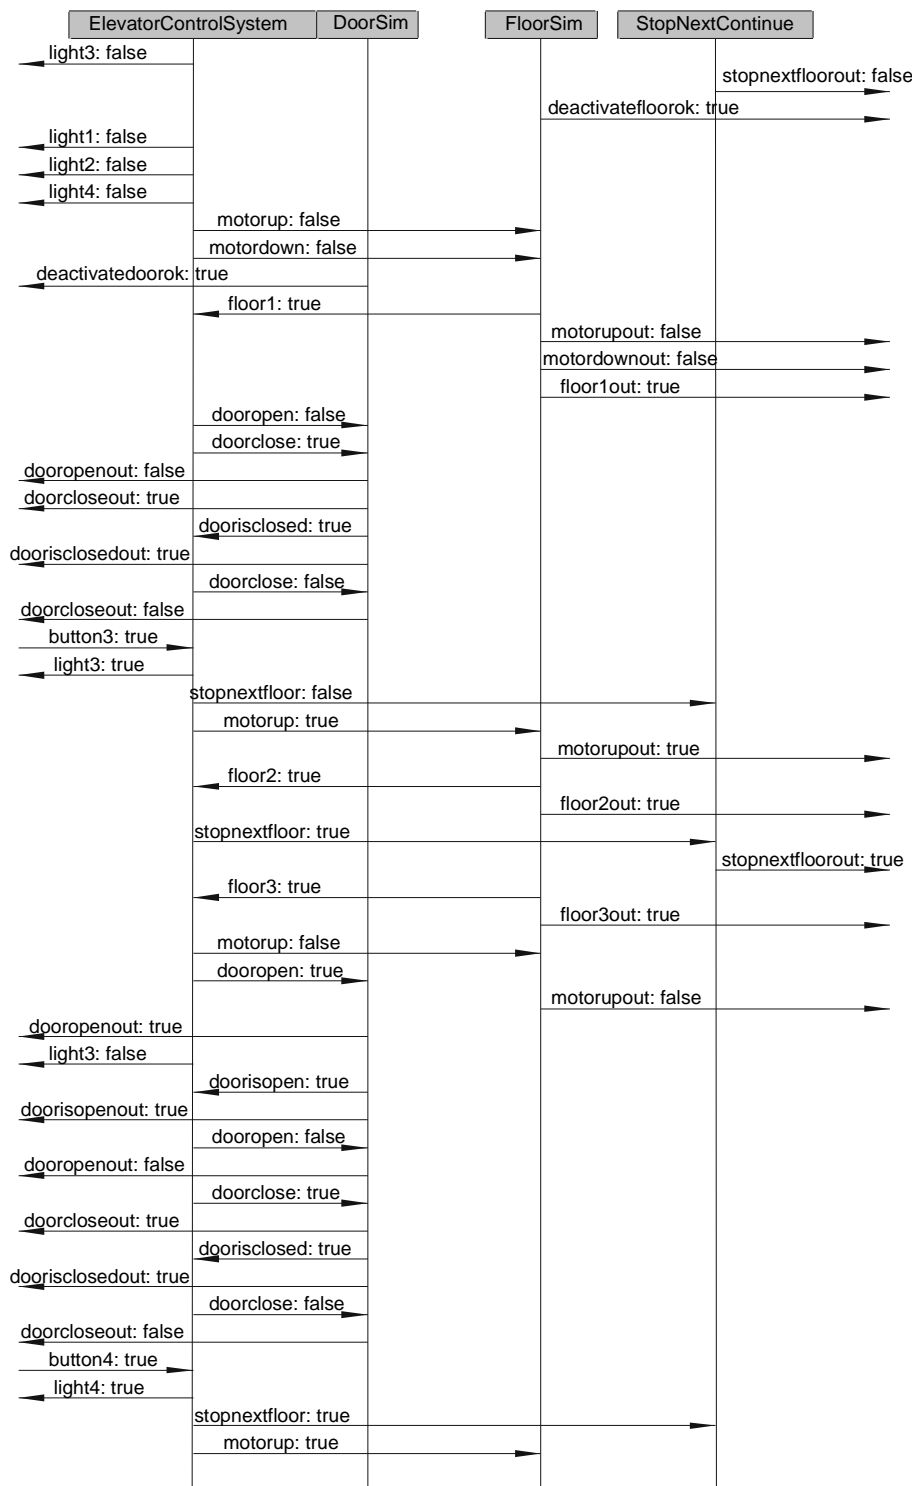 ElevatorControlSystem DoorSim FloorSim StopNextContinue
light3: false
stopnextfloorout: false
deactivatefloorok: true
light1: false
light2: false
light4: false
motorup: false
motordown: false
deactivatedoorok: true
floor1: true
motorupout: false
motordownout: false
floor1out: true
dooropen: false
doorclose: true
dooropenout: false
doorcloseout: true
doorisclosed: true
doorisclosedout: true
doorclose: false
doorcloseout: false
button3: true
light3: true
stopnextfloor: false
motorup: true
motorupout: true
floor2: true
floor2out: true
stopnextfloor: true
stopnextfloorout: true
floor3: true
floor3out: true
motorup: false
dooropen: true
motorupout: false
dooropenout: true
light3: false
doorisopen: true
doorisopenout: true
dooropen: false
dooropenout: false
doorclose: true
doorcloseout: true
doorisclosed: true
doorisclosedout: true
doorclose: false
doorcloseout: false
button4: true
light4: true
stopnextfloor: true
motorup: true